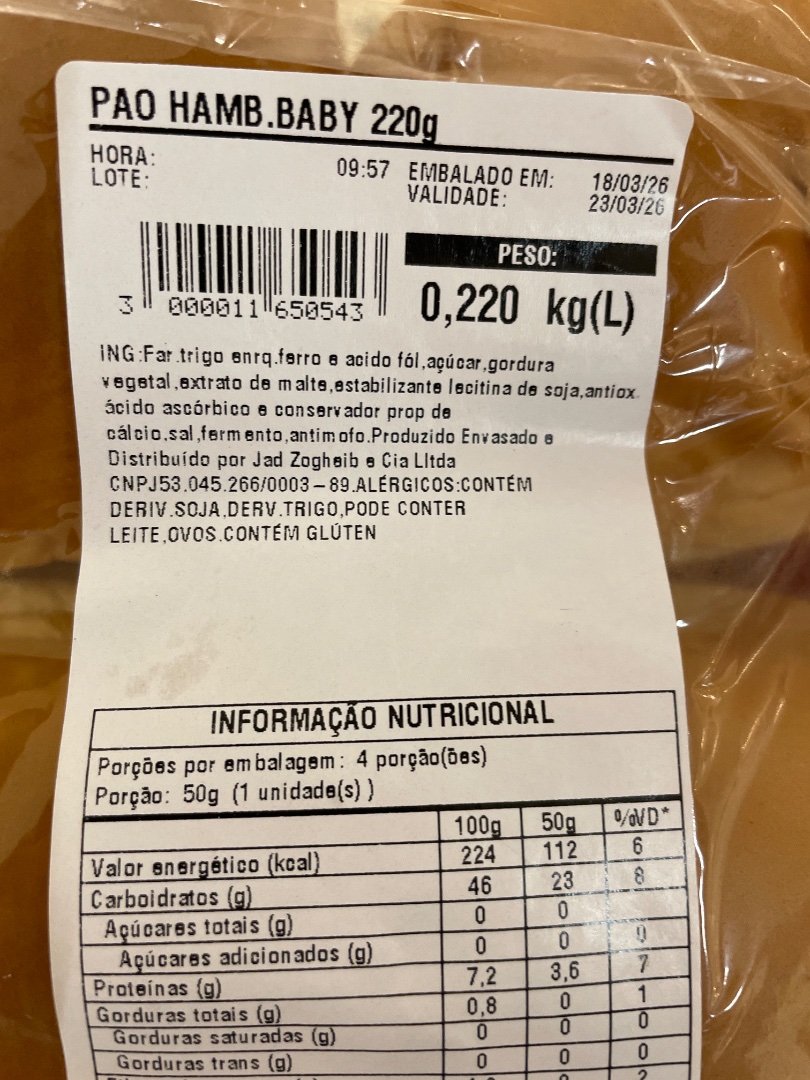 PAO HAMB.BABY 220g
HORA: 09:57 EMBALADO EM: 18/03/26
LOTE: VALIDADE: 23/03/26
PESO:
0,220 kg(L)
3 000011 650543
ING:Far.trigo enrq.ferro e acido fól,açúcar,gordura
vegetal,extrato de malte,estabilizante lecitina de soja,antiox.
ácido ascórbico e conservador prop de
cálcio,sal,fermento,antimofo.Produzido Envasado e
Distribuído por Jad Zogheib e Cia Lltda
CNPJ53.045.266/0003-89.ALÉRGICOS:CONTÉM
DERIV.SOJA,DERV.TRIGO,PODE CONTER
LEITE,OVOS.CONTÉM GLÚTEN
INFORMAÇÃO NUTRICIONAL
Porções por embalagem: 4 porção(ões)
Porção: 50g (1 unidade(s))
100g 50g %VD*
Valor energético (kcal) 224 112 6
Carboidratos (g) 46 23 8
Açúcares totais (g) 0 0
Açúcares adicionados (g) 0 0 0
Proteínas (g) 7,2 3,6 7
Gorduras totais (g) 0,8 0 1
Gorduras saturadas (g) 0 0 0
Gorduras trans (g) 0 0 0